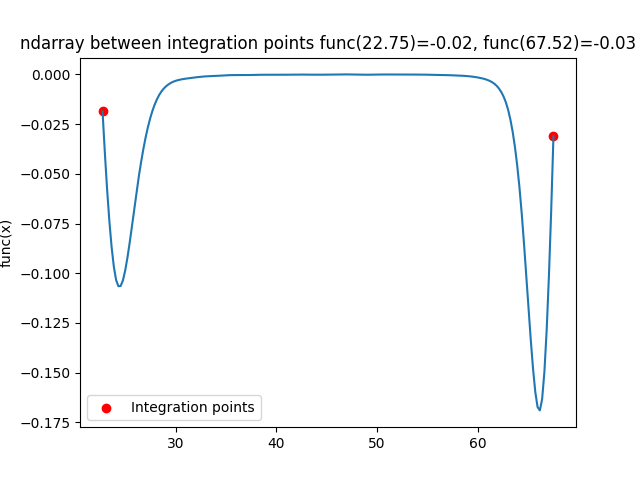 ndarray between integration points func(22.75)=-0.02, func(67.52)=-0.03
0.000
−0.025
−0.050
−0.075
−0.100
−0.125
−0.150
−0.175
func(x)
Integration points
30 40 50 60